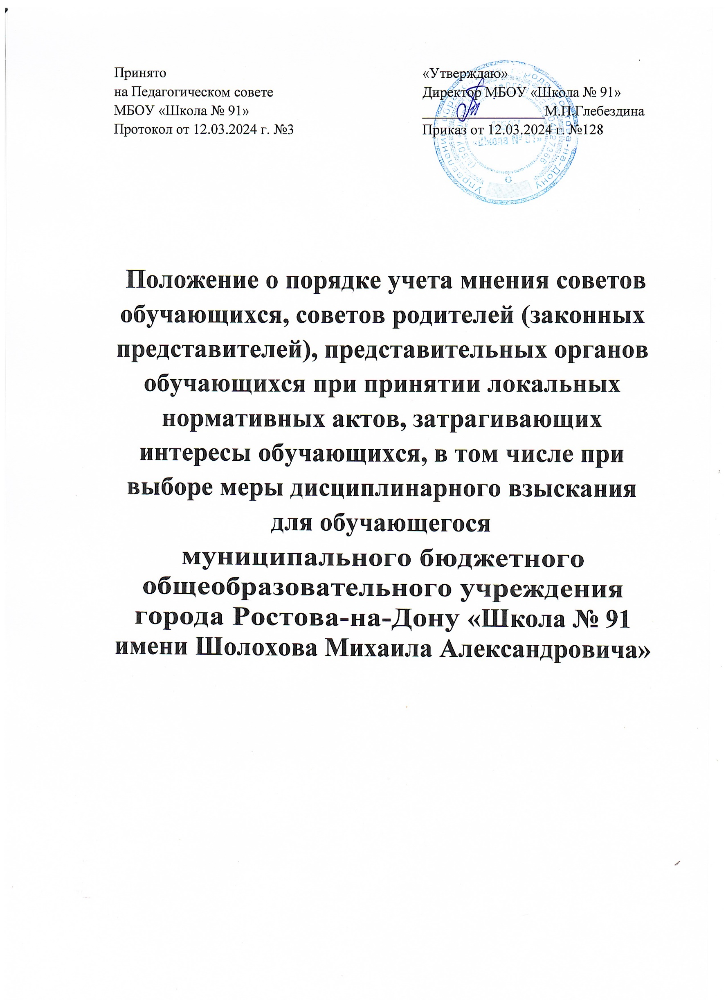 Принято
на Педагогическом совете
МБОУ «Школа № 91»
Протокол от 12.03.2024 г. №3
«Утверждаю»
Директор МБОУ «Школа № 91»
М.П.Глебездина
Приказ от 12.03.2024 г. №128
«Школа № 91»
Положение о порядке учета мнения советов
обучающихся, советов родителей (законных
представителей), представительных органов
обучающихся при принятии локальных
нормативных актов, затрагивающих
интересы обучающихся, в том числе при
выборе меры дисциплинарного взыскания
для обучающегося
муниципального бюджетного
общеобразовательного учреждения
города Ростова-на-Дону «Школа № 91
имени Шолохова Михаила Александровича»